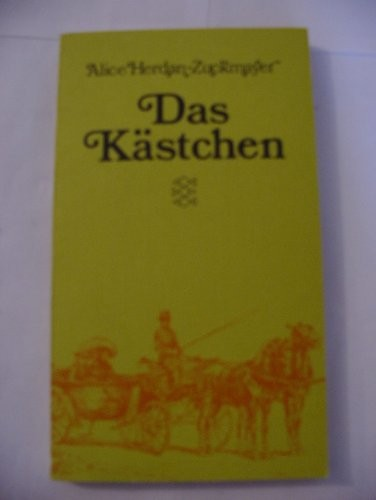 Alice Herdan-Zuckmayer
Das
Kästchen